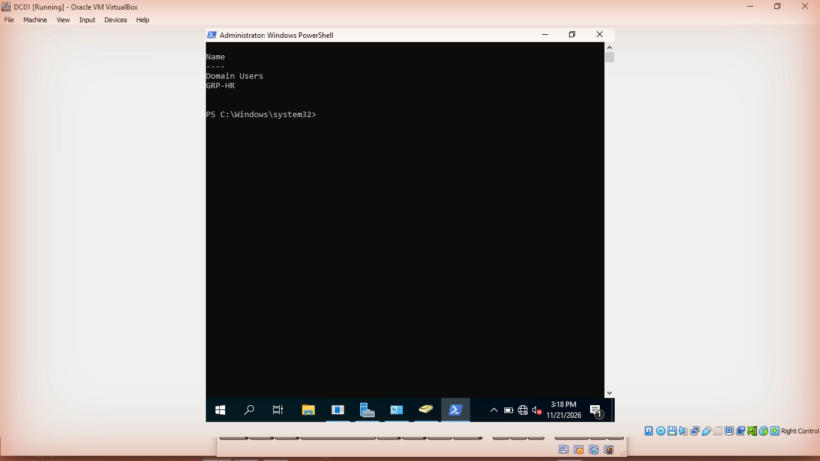 DC01 [Running] - Oracle VM VirtualBox
File Machine View Input Devices Help
Administrator: Windows PowerShell
Name
----
Domain Users
GRP-HR
PS C:\Windows\system32>
3:18 PM
11/21/2026
1
Right Control